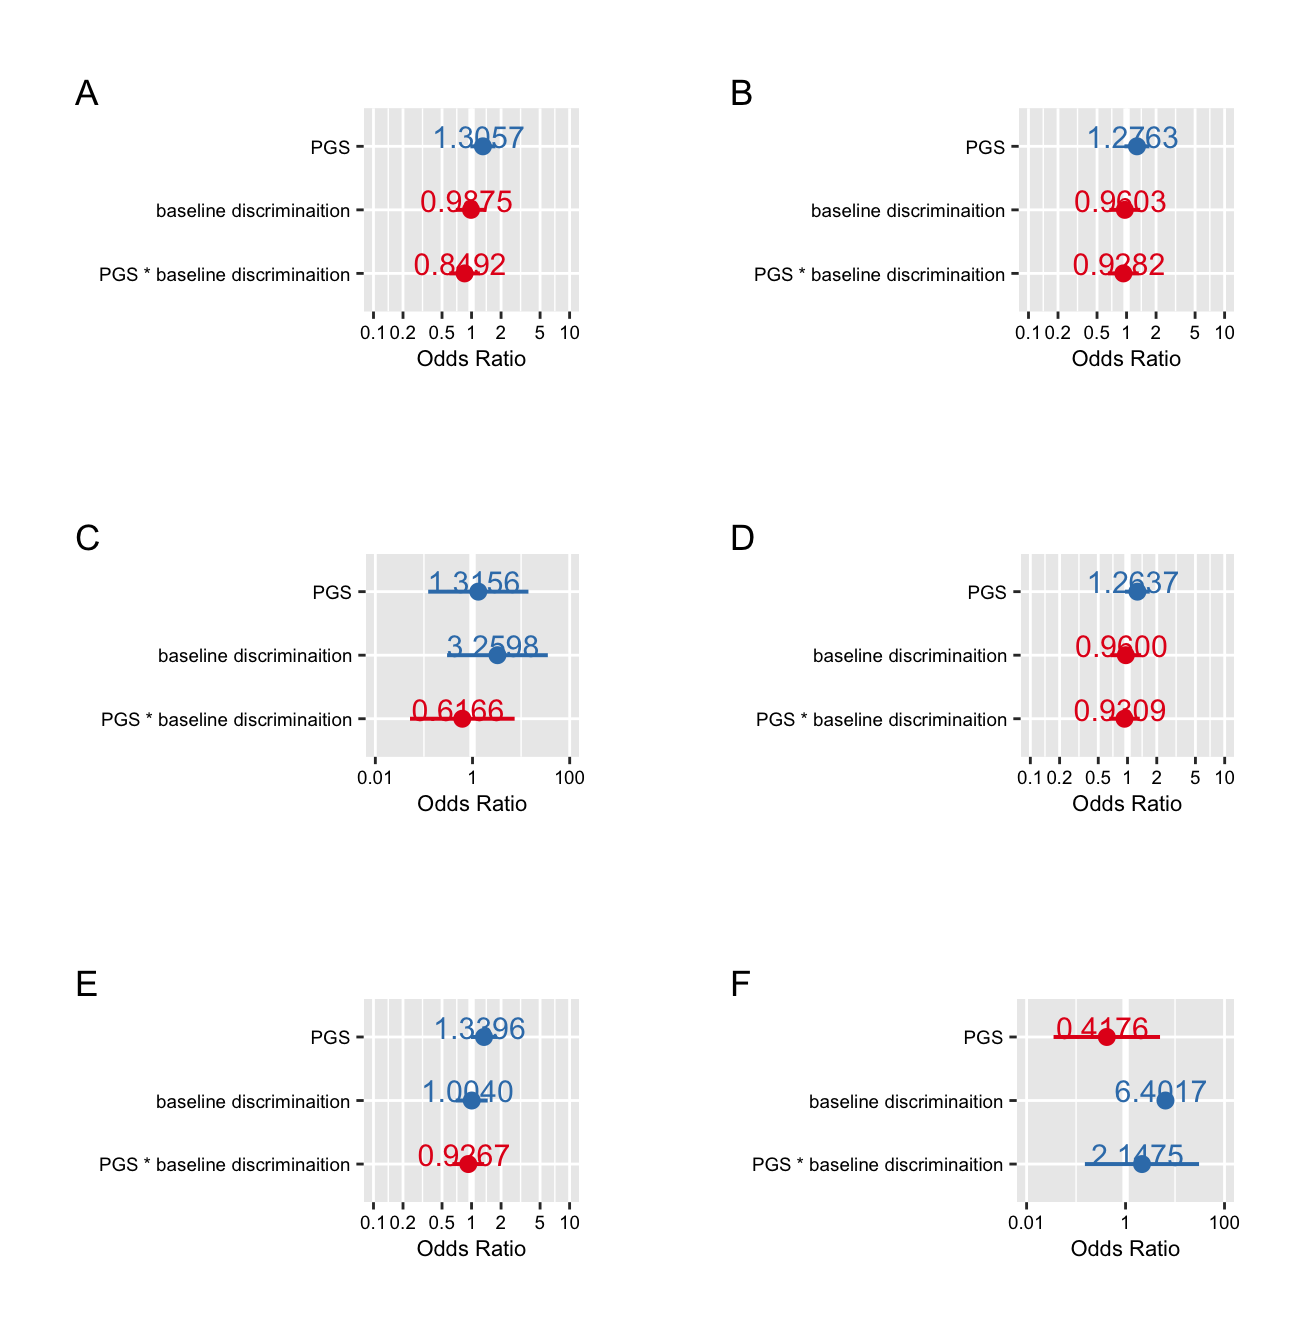 A
1.3057
PGS
0.9875
baseline discriminaition
0.8492
PGS * baseline discriminaition
0.1 0.2 0.5 1 2 5 10
Odds Ratio
B
1.2763
PGS
0.9603
baseline discriminaition
0.9282
PGS * baseline discriminaition
0.1 0.2 0.5 1 2 5 10
Odds Ratio
C
1.3156
PGS
3.2598
baseline discriminaition
0.6166
PGS * baseline discriminaition
0.01 1 100
Odds Ratio
D
1.2637
PGS
0.9600
baseline discriminaition
0.9309
PGS * baseline discriminaition
0.1 0.2 0.5 1 2 5 10
Odds Ratio
E
1.3396
PGS
1.0040
baseline discriminaition
0.9267
PGS * baseline discriminaition
0.1 0.2 0.5 1 2 5 10
Odds Ratio
F
0.4176
PGS
6.4017
baseline discriminaition
2.1475
PGS * baseline discriminaition
0.01 1 100
Odds Ratio